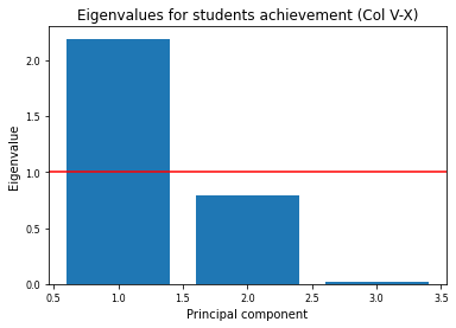 Eigenvalues for students achievement (Col V-X)
Eigenvalue
2.0
1.5
1.0
0.5
0.0
0.5 1.0 1.5 2.0 2.5 3.0 3.5
Principal component